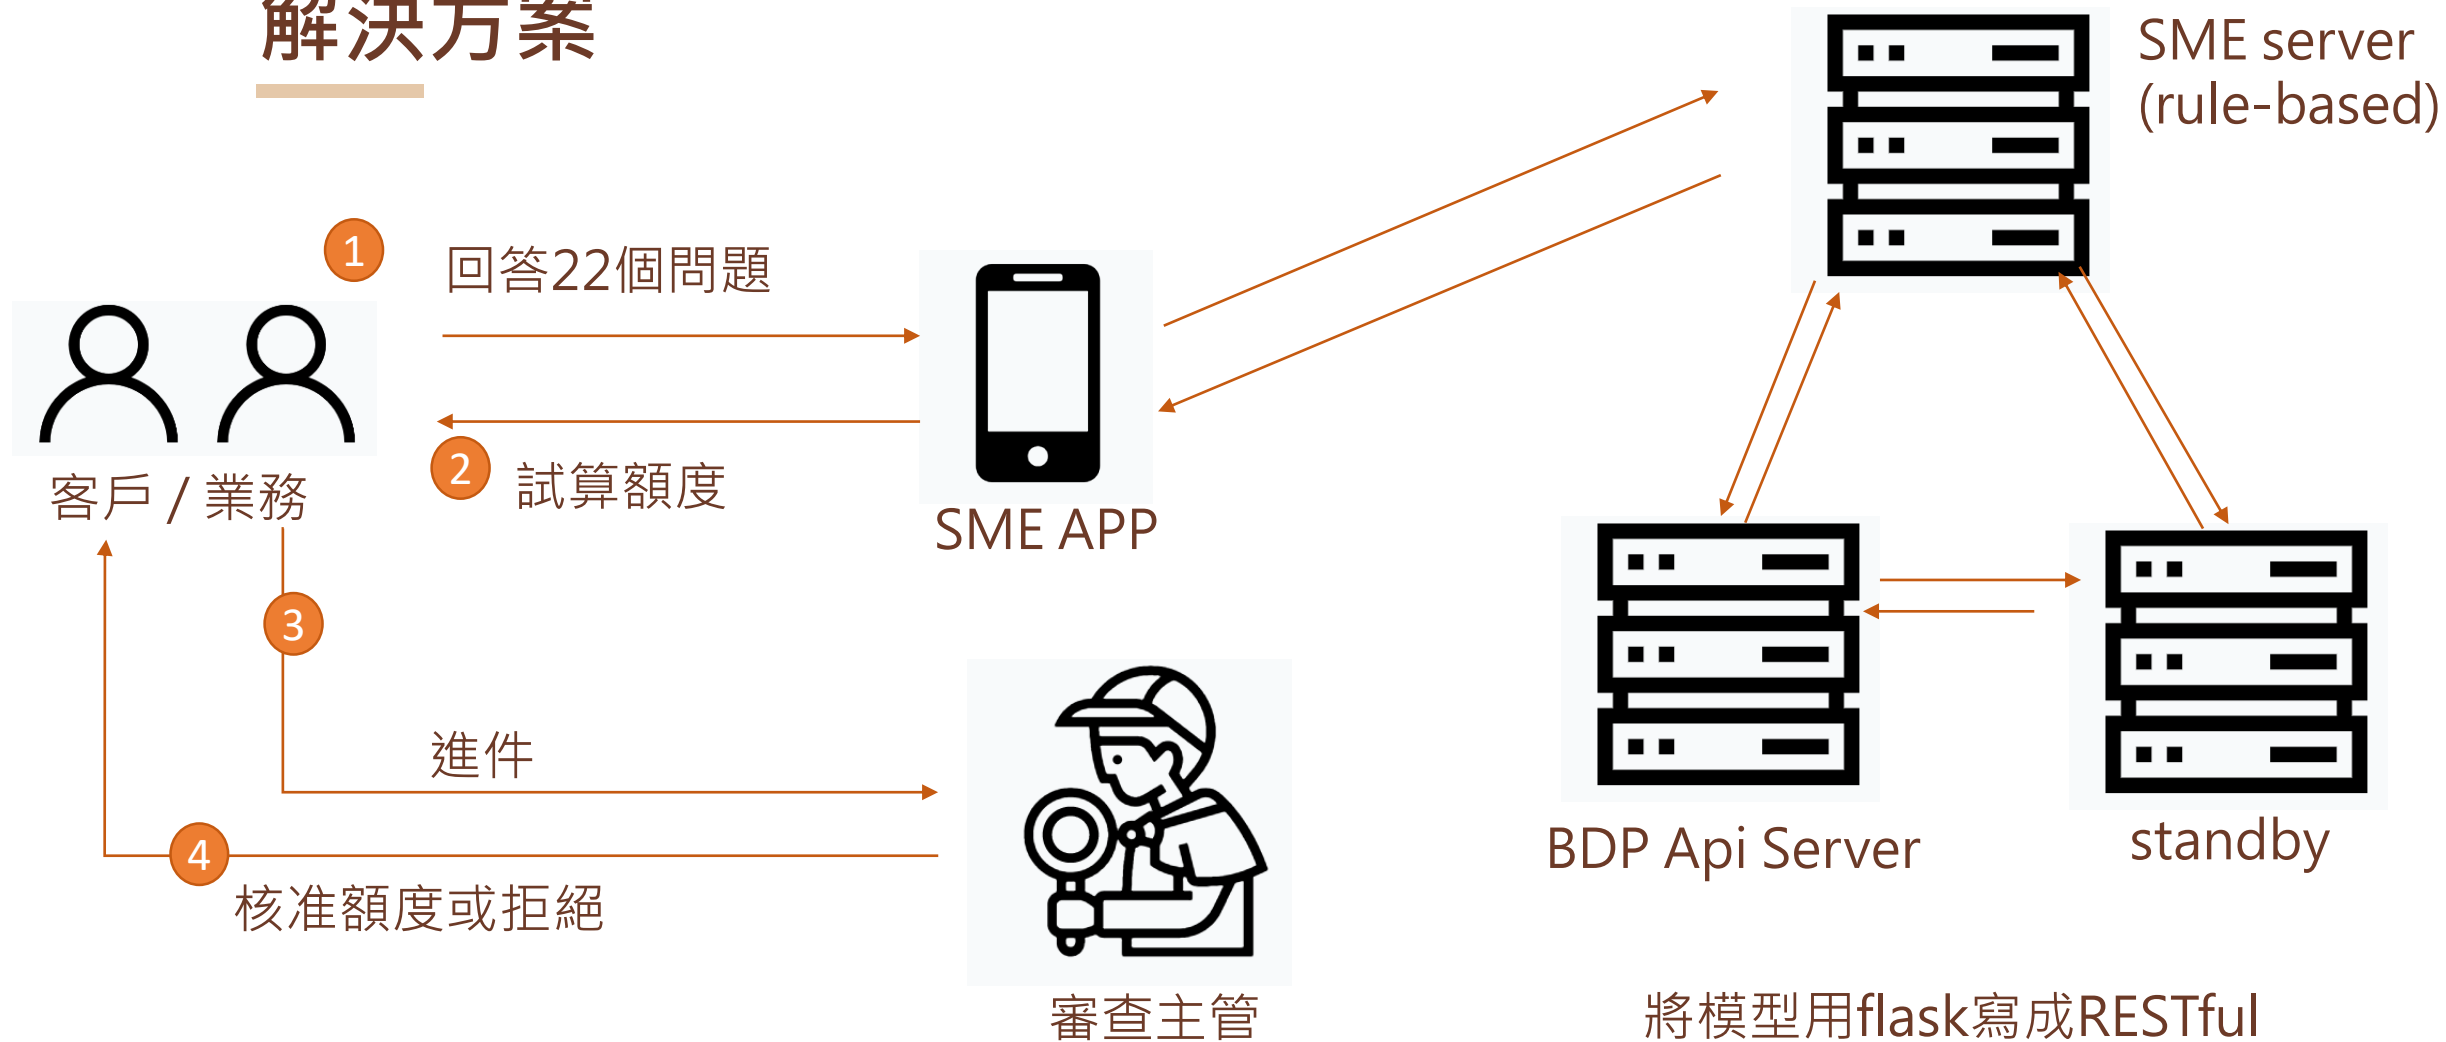 解決方案
SME server
(rule-based)
1
回答22個問題
2
試算額度
客戶 / 業務
SME APP
3
進件
4
核准額度或拒絕
審查主管
BDP Api Server
standby
將模型用flask寫成RESTful